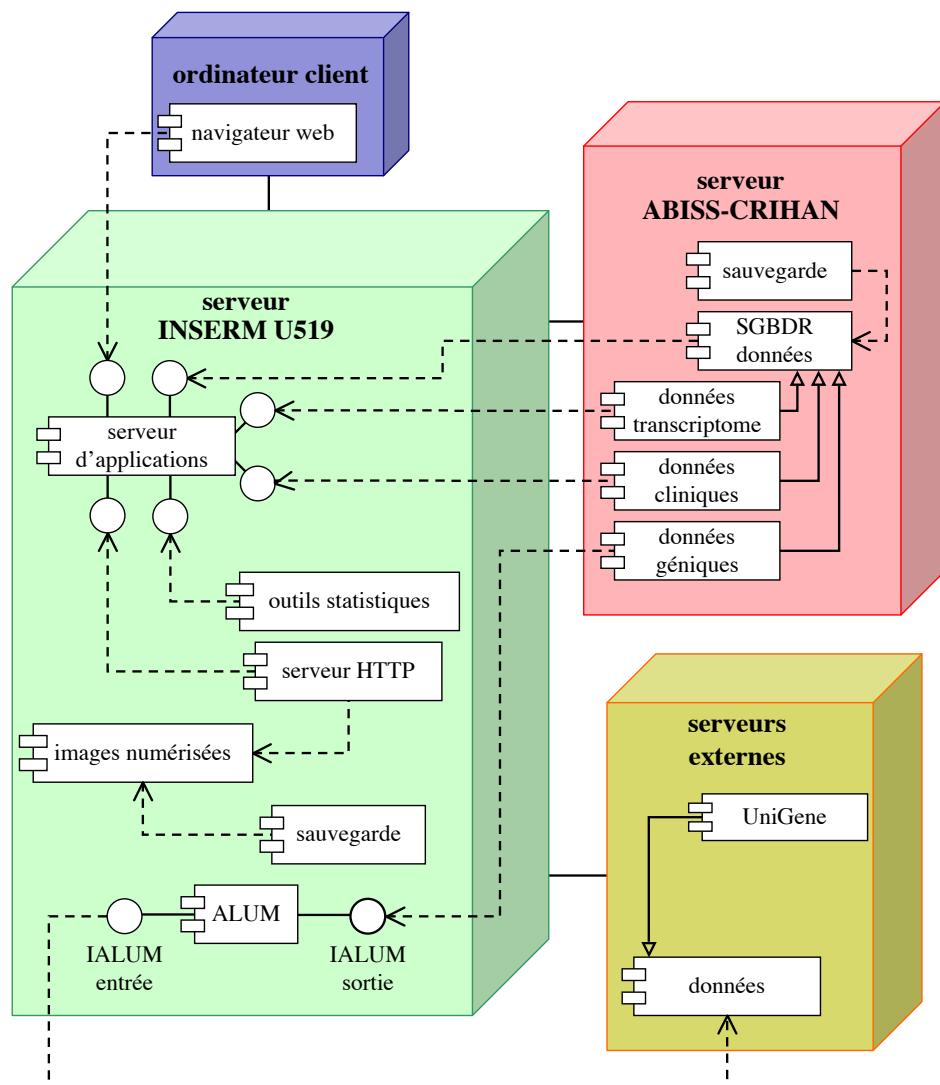 ordinateur client
navigateur web
serveur
ABISS-CRIHAN
sauvegarde
SGBDR
données
données
transcriptome
données
cliniques
données
géniques
serveur
INSERM U519
serveur
d'applications
outils statistiques
serveur HTTP
images numérisées
sauvegarde
ALUM
IALUM
entrée
IALUM
sortie
serveurs
externes
UniGene
données